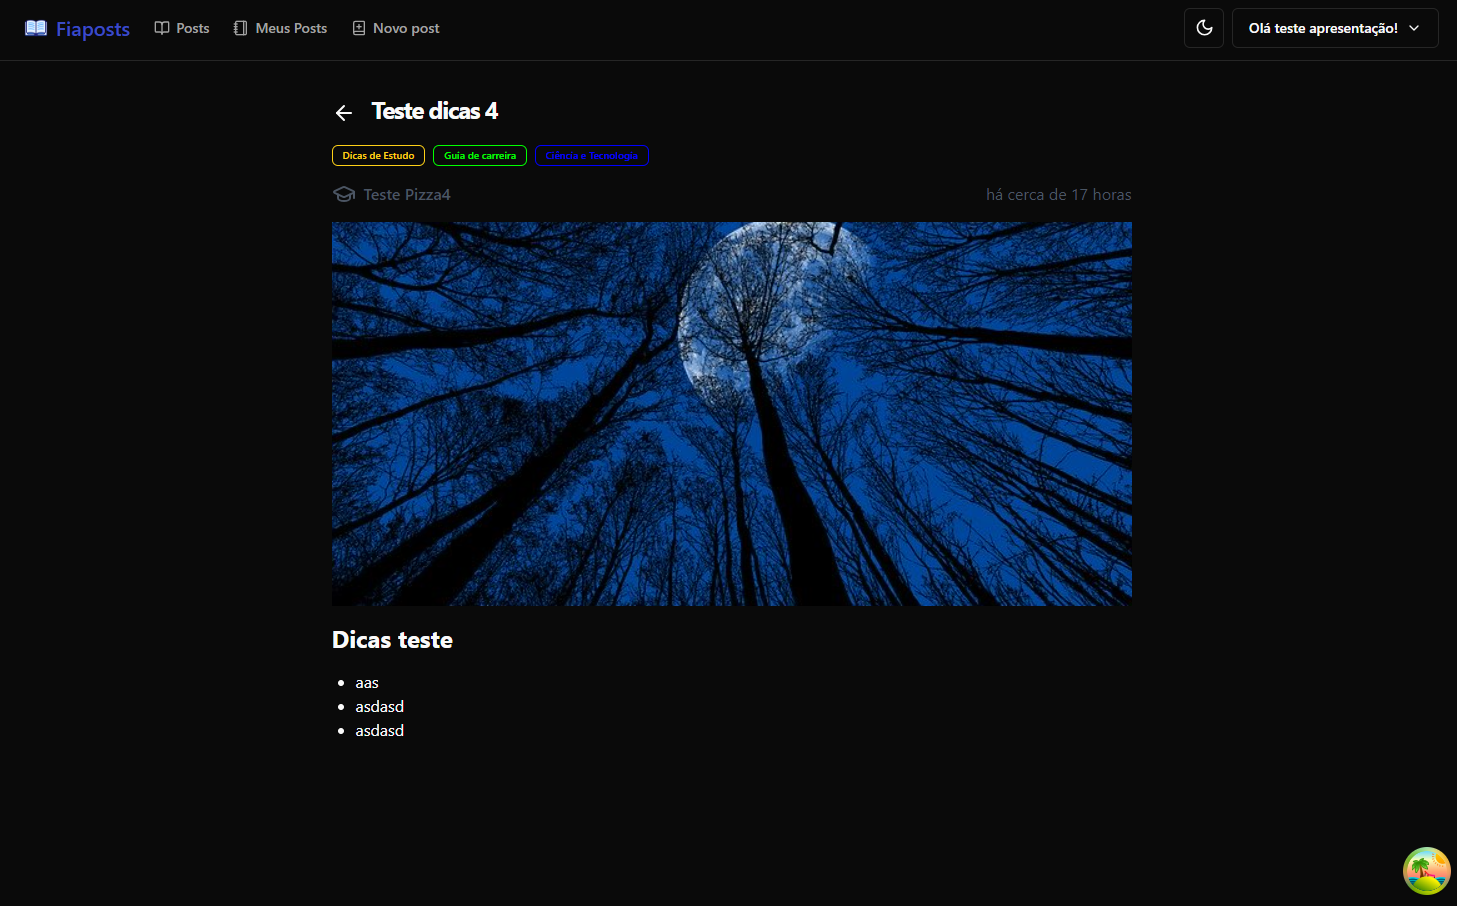 Fiaposts Posts Meus Posts Novo post Olá teste apresentação!
Teste dicas 4
Dicas de Estudo Guia de carreira Ciência e Tecnologia
Teste Pizza4 há cerca de 17 horas
Dicas teste
aas
asdasd
asdasd